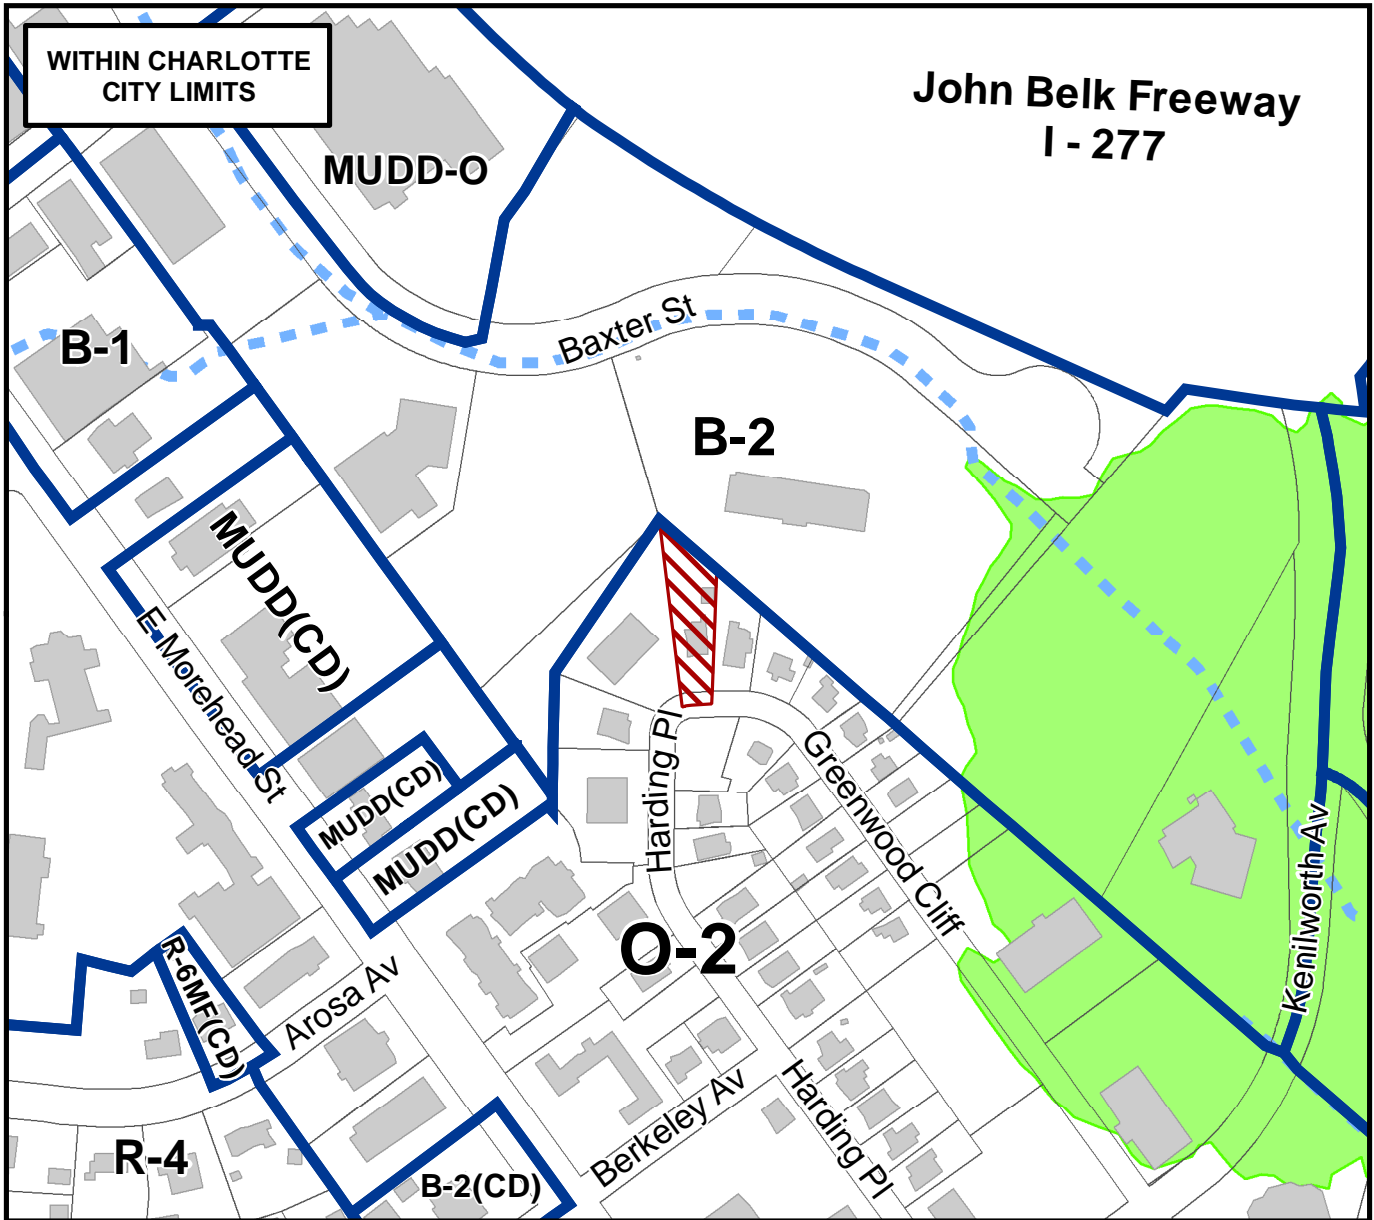 WITHIN CHARLOTTE
CITY LIMITS
John Belk Freeway
I - 277
MUDD-O
Baxter St
B-1
B-2
MUDD(CD)
E Morehead St
MUDD(CD)
MUDD(CD)
Harding Pl
Greenwood Cliff
Kenilworth Av
O-2
R-6MF(CD)
Arosa Av
Berkeley Av
Harding Pl
R-4
B-2(CD)